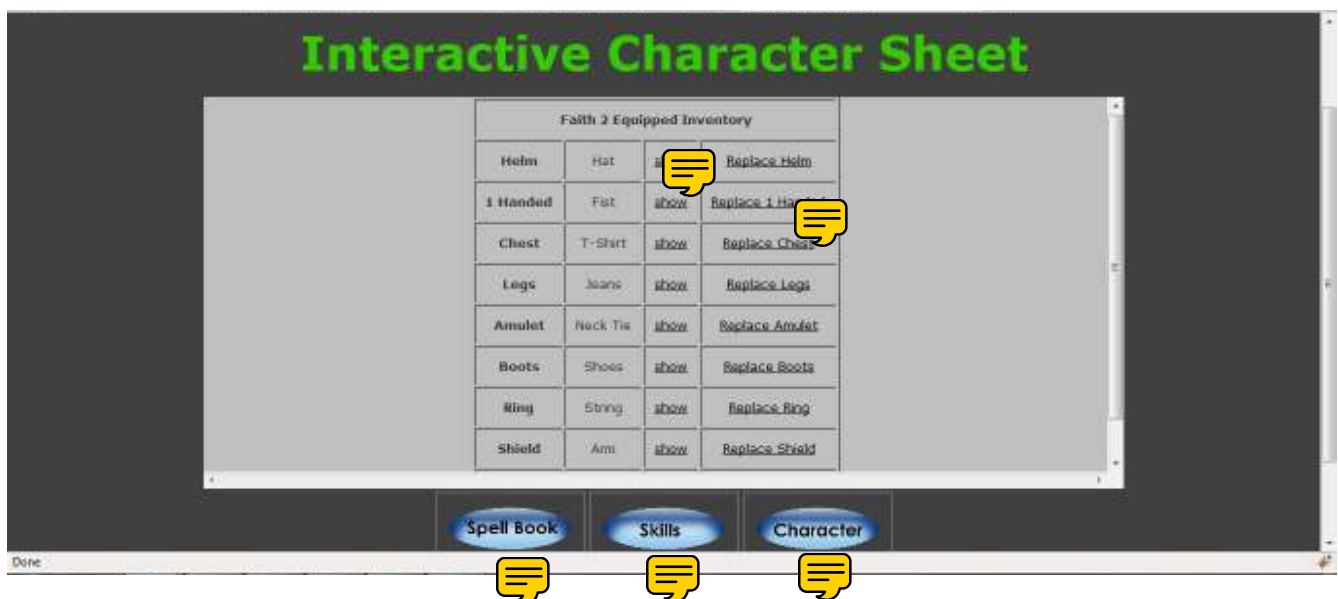 Interactive Character Sheet
Faith 2 Equipped Inventory
Helm Hat Replace Helm
1 Handed Fist show Replace 1
Chest T-Shirt show Replace Chest
Legs Jeans show Replace Legs
Amulet Neck Tie show Replace Amulet
Boots Shoes show Replace Boots
Ring String show Replace Ring
Shield Arm show Replace Shield
Spell Book Skills Character
Done